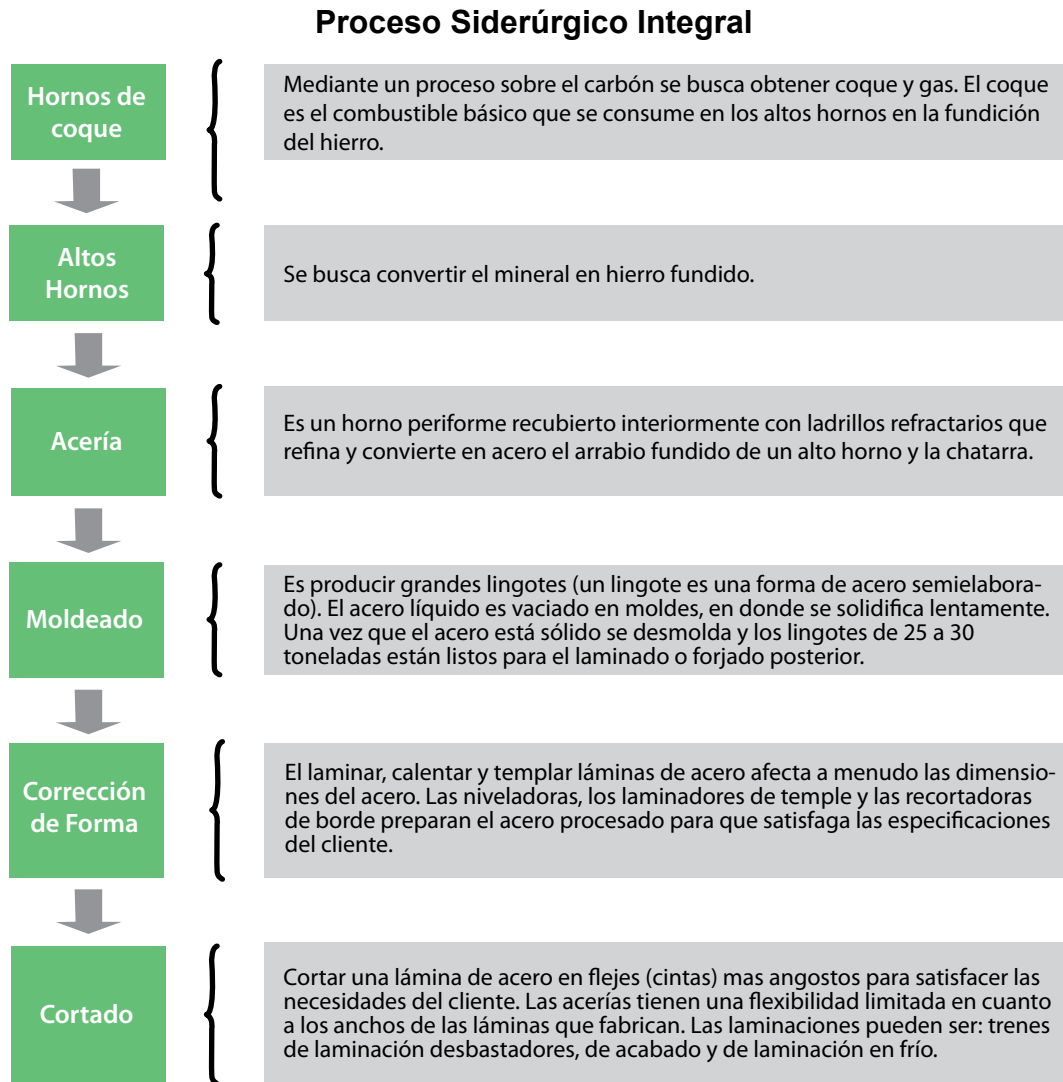 Proceso Siderúrgico Integral
Hornos de
coque
Mediante un proceso sobre el carbón se busca obtener coque y gas. El coque
es el combustible básico que se consume en los altos hornos en la fundición
del hierro.
Altos
Hornos
Se busca convertir el mineral en hierro fundido.
Acería
Es un horno periforme recubierto interiormente con ladrillos refractarios que
refina y convierte en acero el arrabio fundido de un alto horno y la chatarra.
Moldeado
Es producir grandes lingotes (un lingote es una forma de acero semielabora-
do). El acero líquido es vaciado en moldes, en donde se solidifica lentamente.
Una vez que el acero está sólido se desmolda y los lingotes de 25 a 30
toneladas están listos para el laminado o forjado posterior.
Corrección
de Forma
El laminar, calentar y templar láminas de acero afecta a menudo las dimensio-
nes del acero. Las niveladoras, los laminadores de temple y las recortadoras
de borde preparan el acero procesado para que satisfaga las especificaciones
del cliente.
Cortado
Cortar una lámina de acero en flejes (cintas) mas angostos para satisfacer las
necesidades del cliente. Las acerías tienen una flexibilidad limitada en cuanto
a los anchos de las láminas que fabrican. Las laminaciones pueden ser: trenes
de laminación desbastadores, de acabado y de laminación en frío.